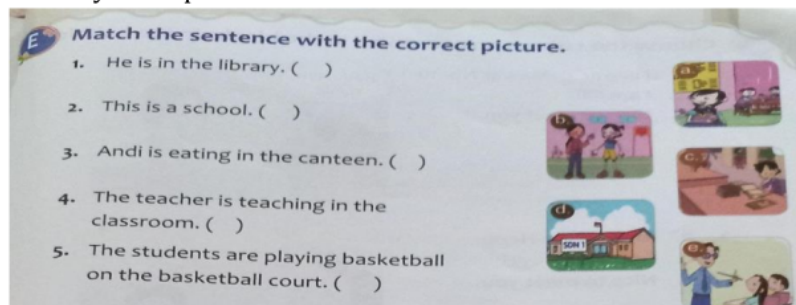 E Match the sentence with the correct picture.
1. He is in the library. ( )
2. This is a school. ( )
3. Andi is eating in the canteen. ( )
4. The teacher is teaching in the
classroom. ( )
5. The students are playing basketball
on the basketball court. ( )
a.
b.
c.
d.
SDN 1
e.